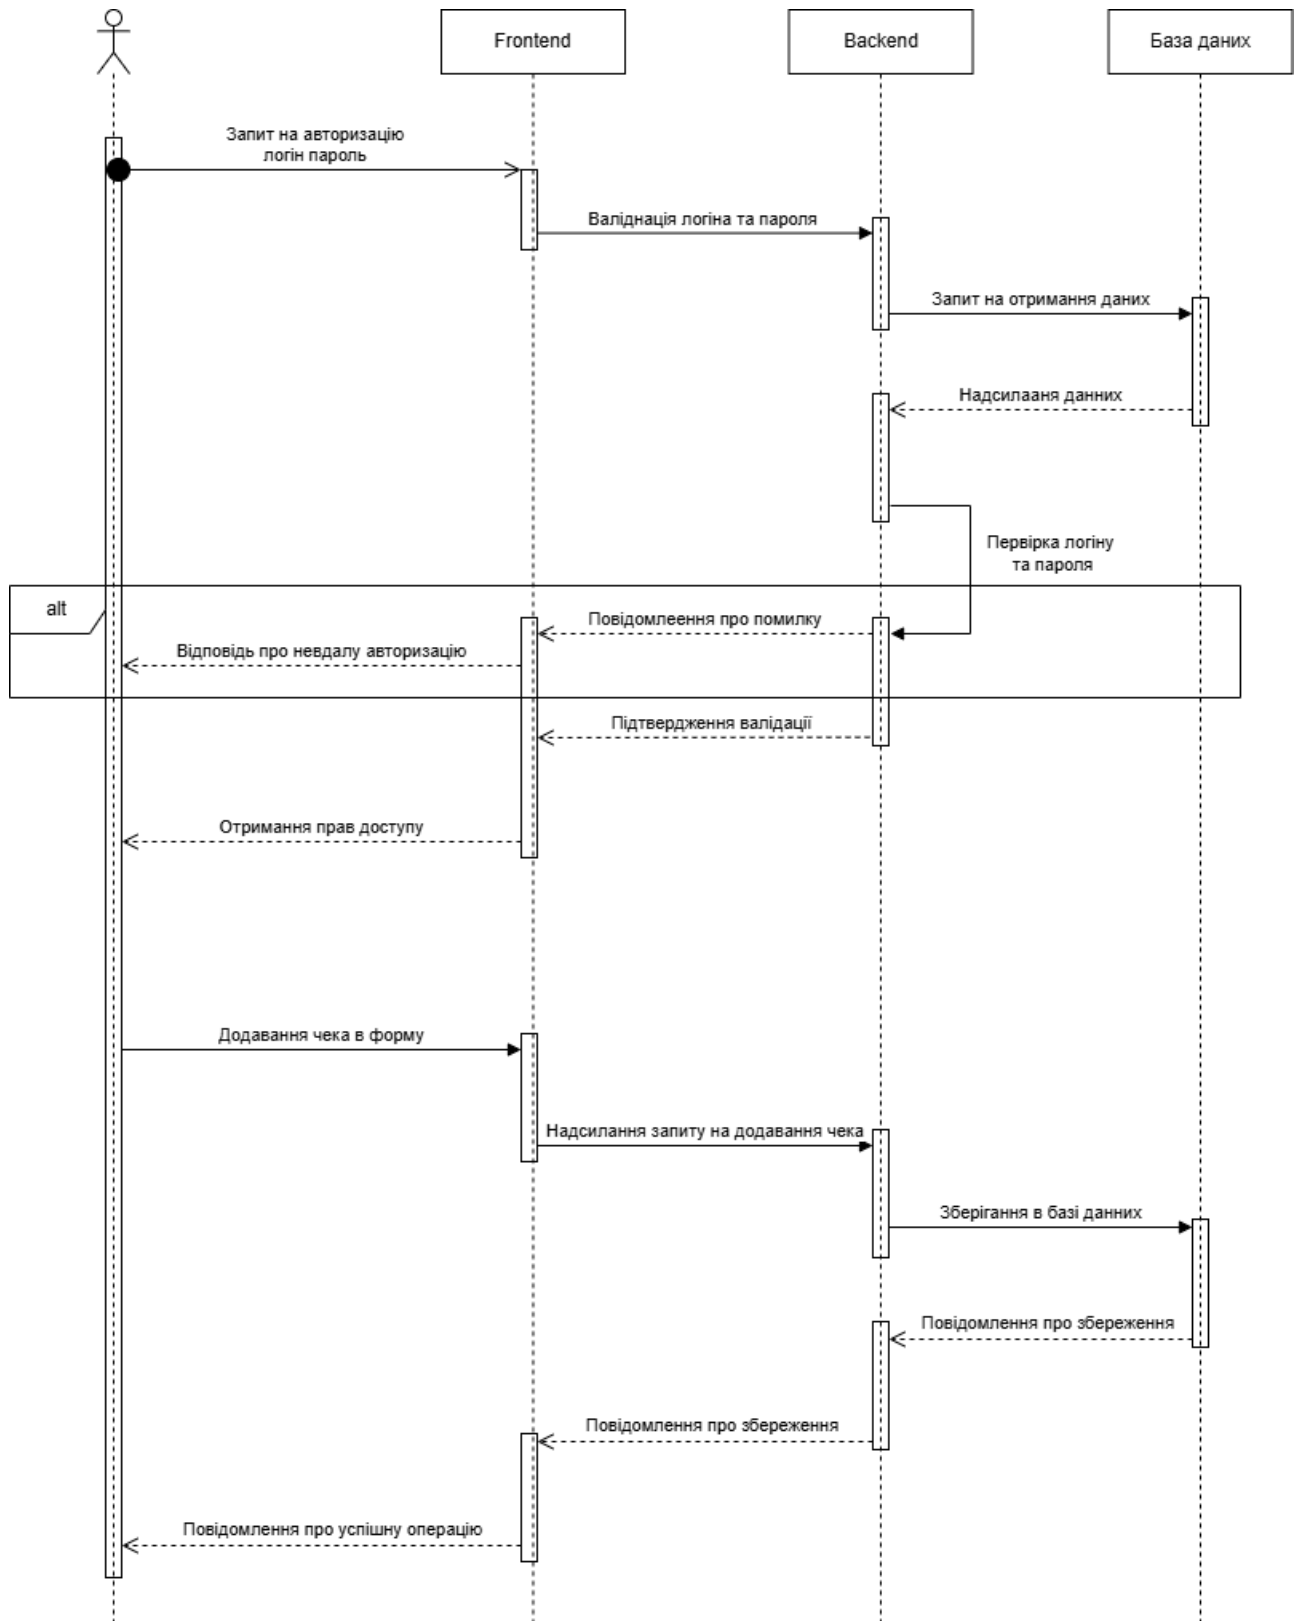 Frontend
Backend
База даних
Запит на авторизацію
логін пароль
Валіднація логіна та пароля
Запит на отримання даних
Надсилааня данних
Первірка логіну
та пароля
alt
Повідомлеення про помилку
Відповідь про невдалу авторизацію
Підтвердження валідації
Отримання прав доступу
Додавання чека в форму
Надсилання запиту на додавання чека
Зберігання в базі данних
Повідомлення про збереження
Повідомлення про збереження
Повідомлення про успішну операцію